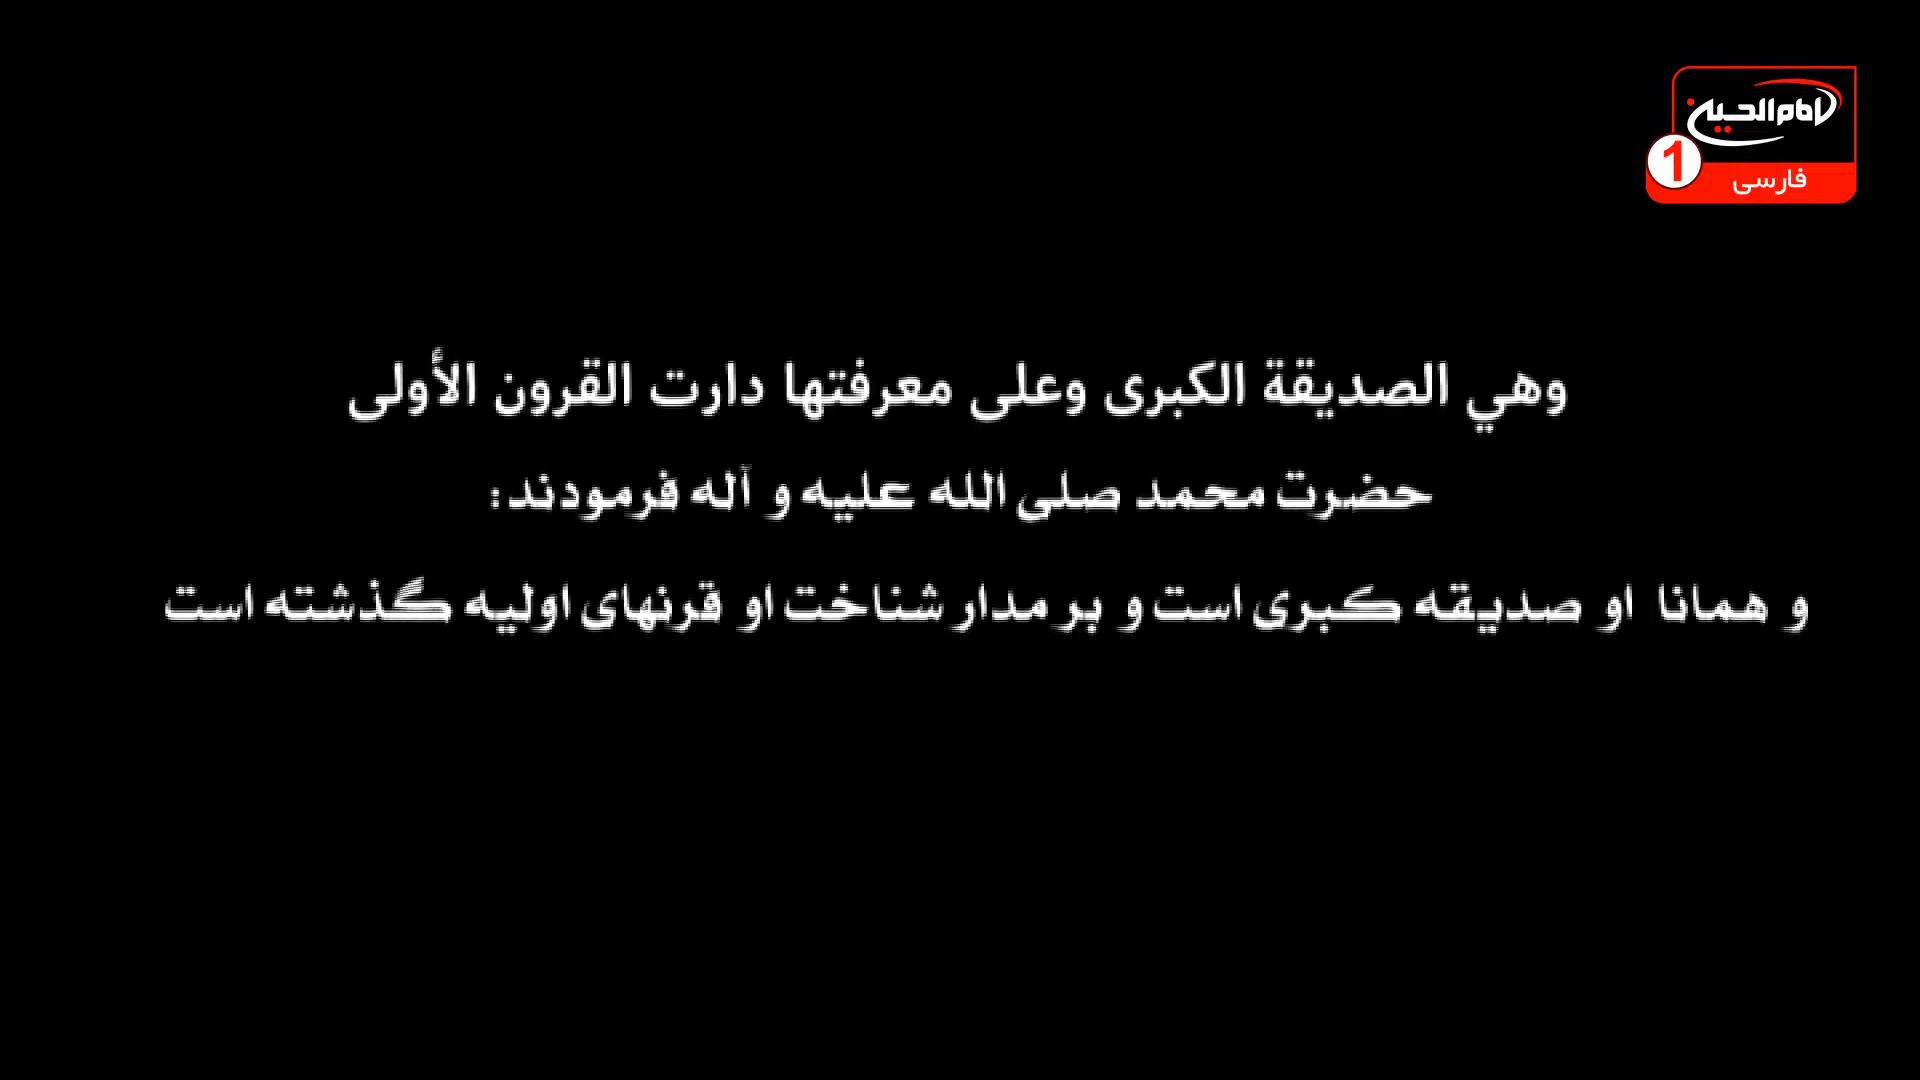 امام الحسین
1
فارسی
وهي الصديقة الكبرى وعلى معرفتها دارت القرون الأولى
حضرت محمد صلی الله علیه و آله فرمودند:
و همانا او صدیقه کبری است و بر مدار شناخت او قرنهای اولیه گذشته است